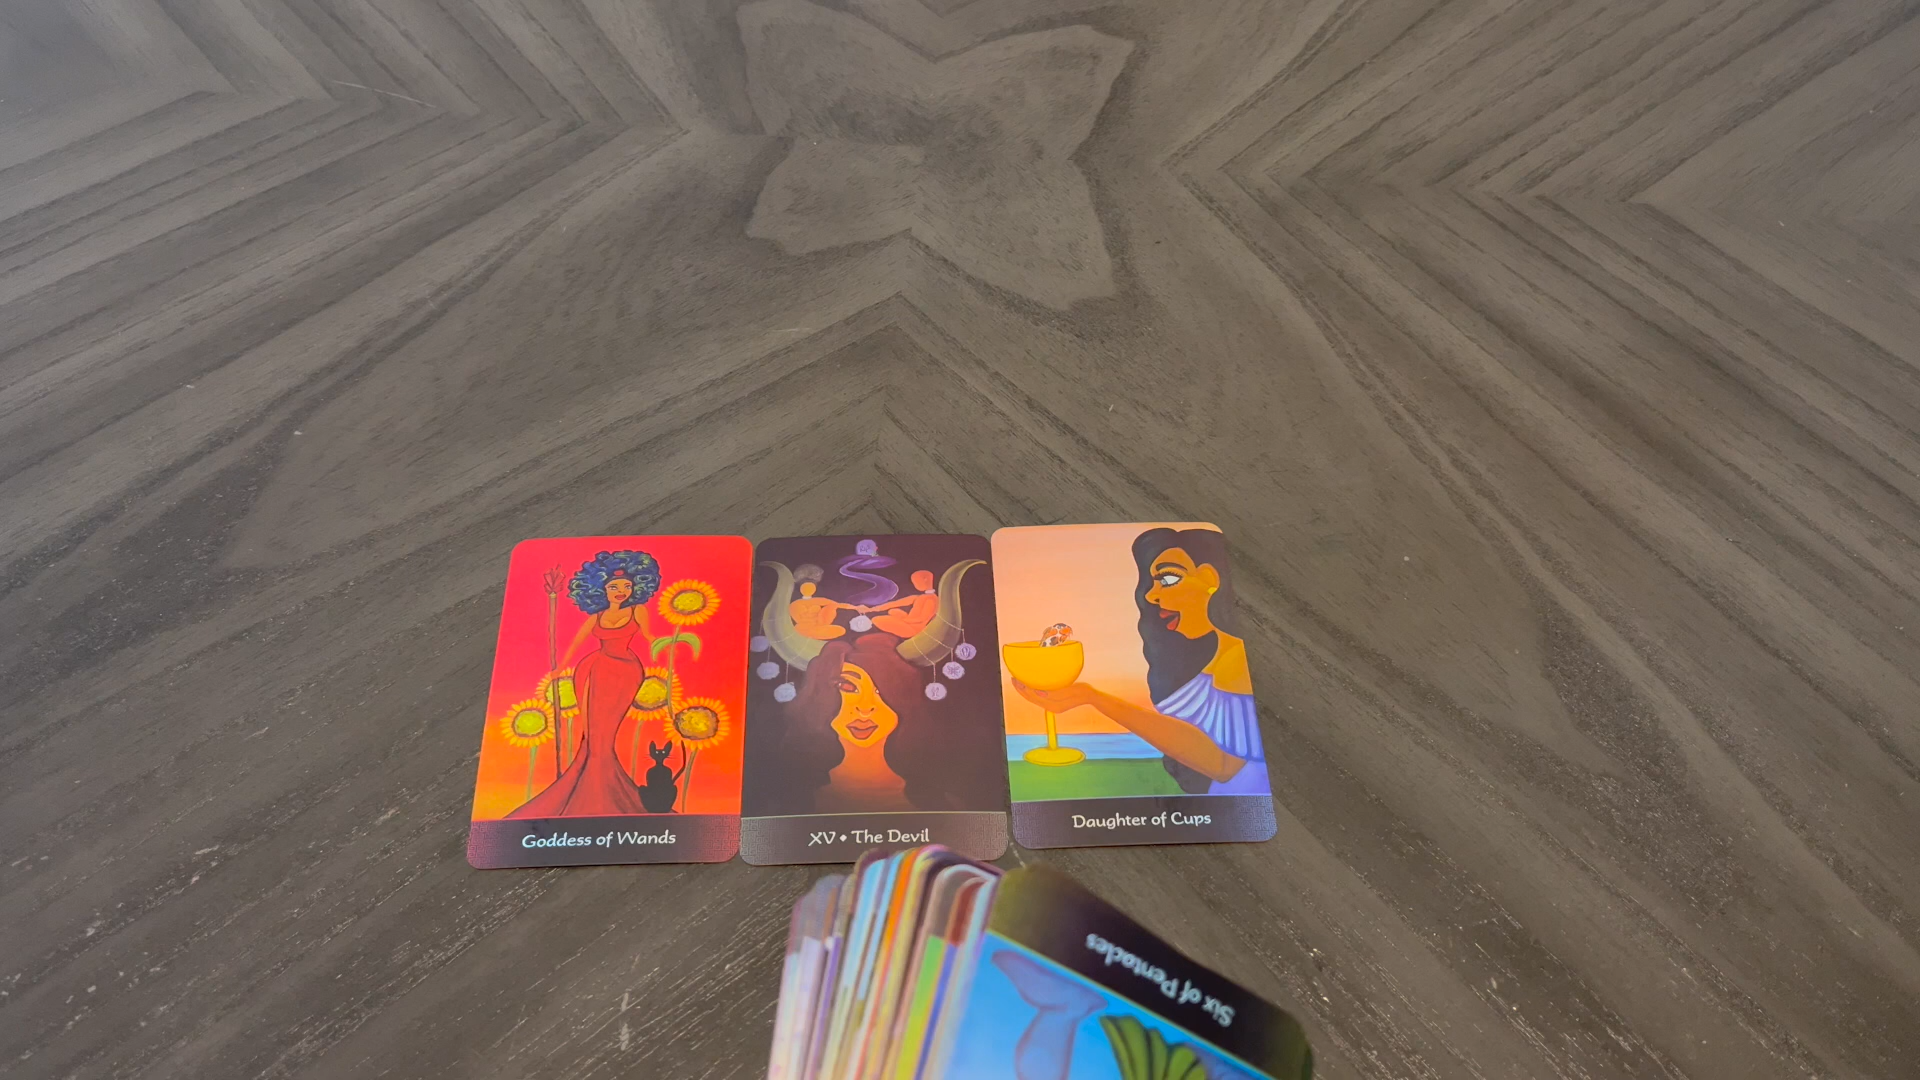 Goddess of Wands
XV • The Devil
Daughter of Cups
Six of Pentacles